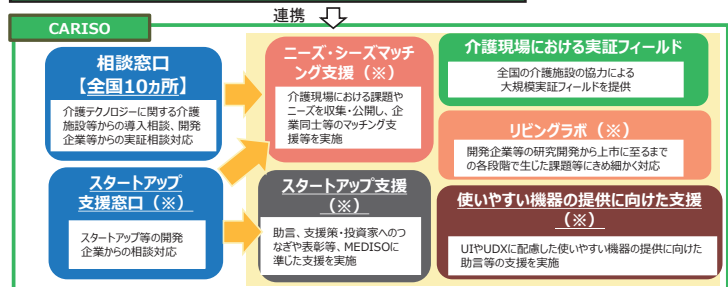 連携
CARISO
相談窓口
【全国10カ所】
介護テクノロジーに関する介護
施設等からの導入相談、開発
企業等からの実証相談対応
スタートアップ
支援窓口（※）
スタートアップ等の開発
企業からの相談対応
ニーズ・シーズマッチ
ング支援（※）
介護現場における課題や
ニーズを収集・公開し、企
業同士等のマッチング支
援等を実施
スタートアップ支援
（※）
助言、支援策・投資家へのつ
なぎや表彰等、MEDISOに
準じた支援を実施
介護現場における実証フィールド
全国の介護施設の協力による
大規模実証フィールドを提供
リビングラボ（※）
開発企業等の研究開発から上市に至るまで
の各段階で生じた課題等にきめ細かく対応
使いやすい機器の提供に向けた支援
（※）
UIやUDXに配慮した使いやすい機器の提供に向けた
助言等の支援を実施